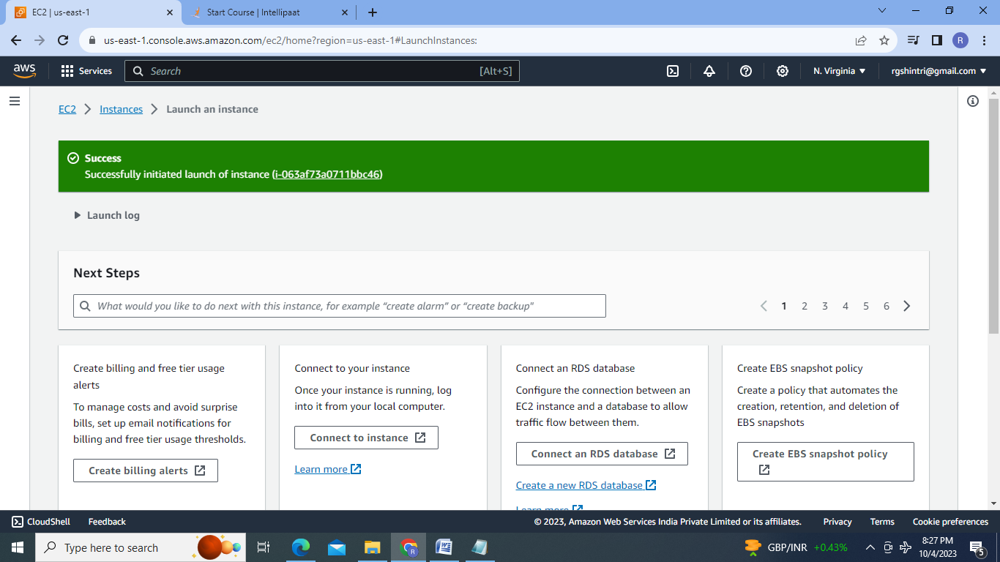 EC2 | us-east-1
Start Course | Intellipaat
us-east-1.console.aws.amazon.com/ec2/home?region=us-east-1#LaunchInstances:
R
aws
Services
Search
[Alt+S]
N. Virginia
rgshintri@gmail.com
EC2
Instances
Launch an instance
Success
Successfully initiated launch of instance (i-063af73a0711bbc46)
Launch log
Next Steps
What would you like to do next with this instance, for example “create alarm” or “create backup"
1 2 3 4 5 6
Create billing and free tier usage
alerts
To manage costs and avoid surprise
bills, set up email notifications for
billing and free tier usage thresholds.
Create billing alerts
Connect to your instance
Once your instance is running, log
into it from your local computer.
Connect to instance
Learn more
Connect an RDS database
Configure the connection between an
EC2 instance and a database to allow
traffic flow between them.
Connect an RDS database
Create a new RDS database
Learn more
Create EBS snapshot policy
Create a policy that automates the
creation, retention, and deletion of
EBS snapshots
Create EBS snapshot policy
CloudShell
Feedback
© 2023, Amazon Web Services India Private Limited or its affiliates.
Privacy
Terms
Cookie preferences
Type here to search
R
W
GBP/INR
+0.43%
8:27 PM
10/4/2023
5